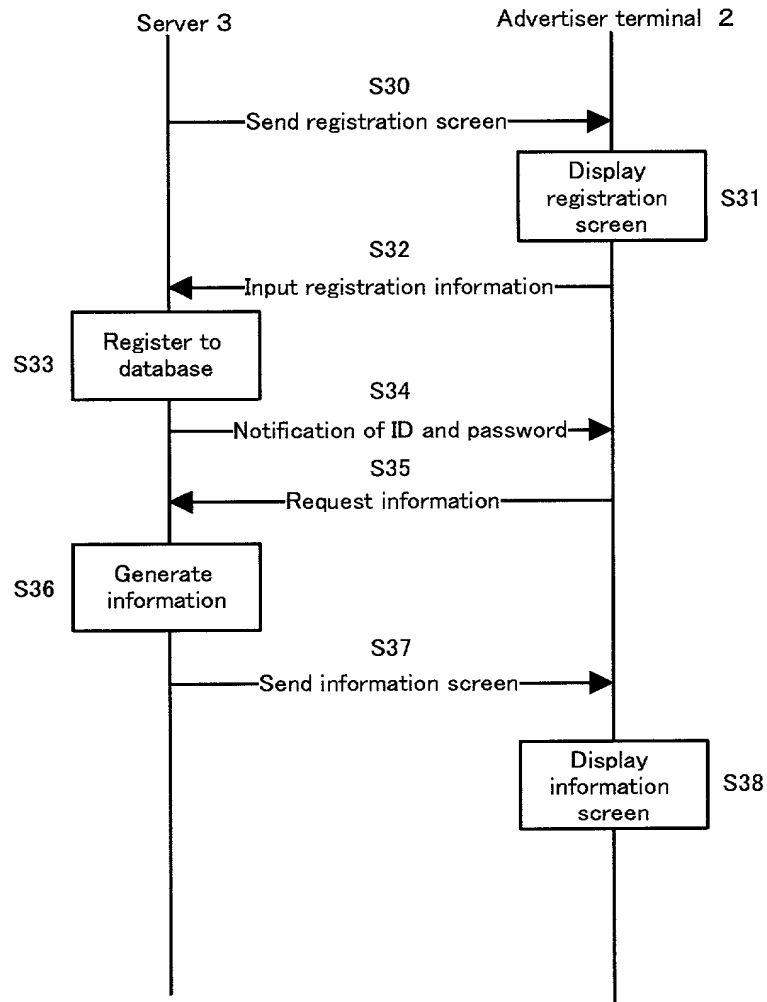 Server 3
Advertiser terminal 2
S30
Send registration screen
Display
registration
screen
S31
S32
Input registration information
Register to
database
S33
S34
Notification of ID and password
S35
Request information
Generate
information
S36
S37
Send information screen
Display
information
screen
S38